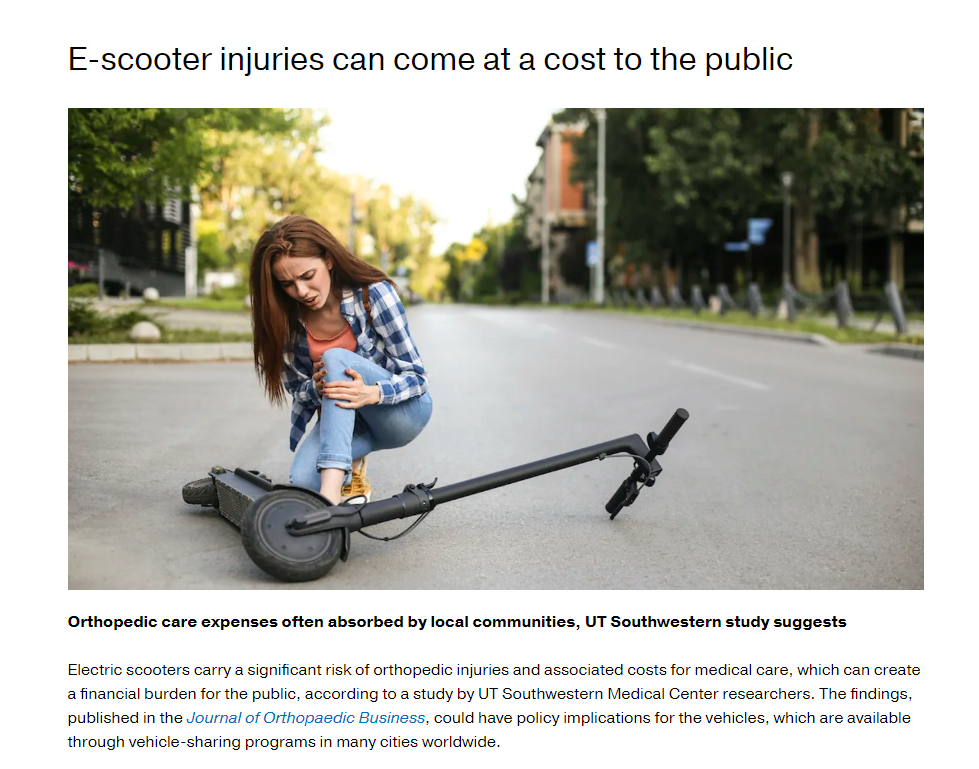 E-scooter injuries can come at a cost to the public
Orthopedic care expenses often absorbed by local communities, UT Southwestern study suggests
Electric scooters carry a significant risk of orthopedic injuries and associated costs for medical care, which can create
a financial burden for the public, according to a study by UT Southwestern Medical Center researchers. The findings,
published in the Journal of Orthopaedic Business, could have policy implications for the vehicles, which are available
through vehicle-sharing programs in many cities worldwide.